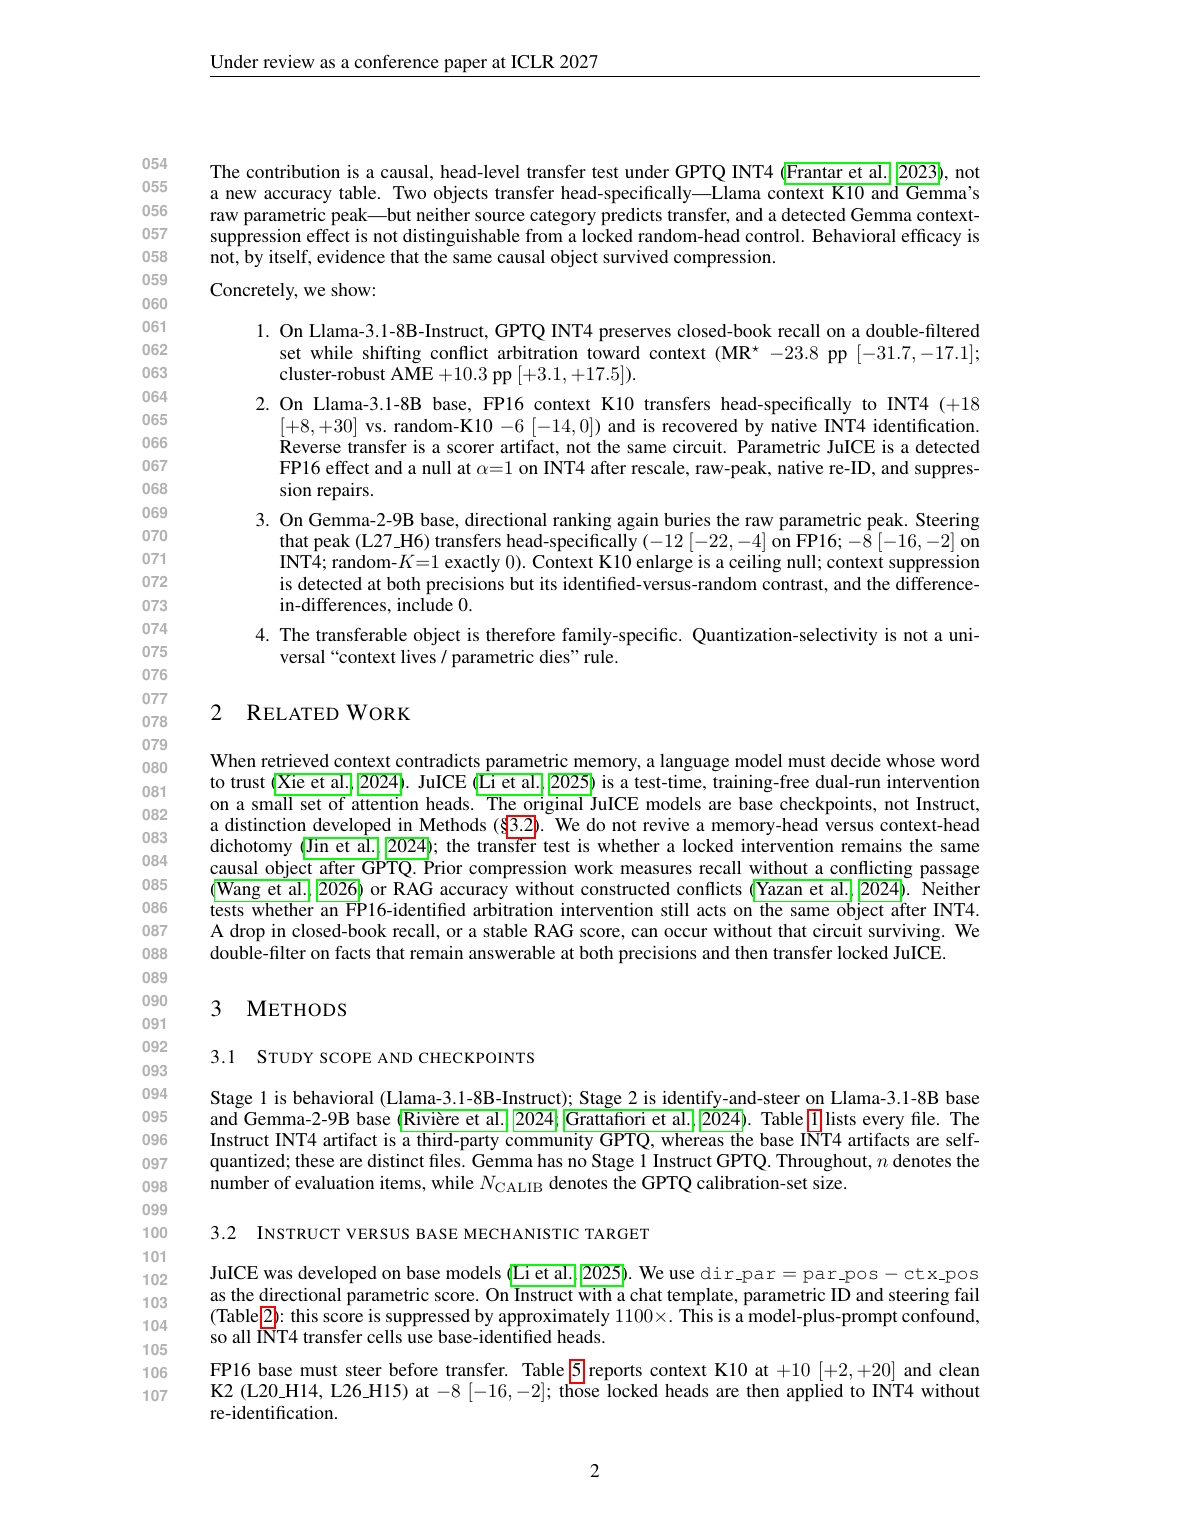 Under review as a conference paper at ICLR 2027
054
055
056
057
058
059
060
061
062
063
064
065
066
067
068
069
070
071
072
073
074
075
076
077
078
079
080
081
082
083
084
085
086
087
088
089
090
091
092
093
094
095
096
097
098
099
100
101
102
103
104
105
106
107
The contribution is a causal, head-level transfer test under GPTQ INT4 (Frantar et al., 2023), not
a new accuracy table. Two objects transfer head-specifically—Llama context K10 and Gemma's
raw parametric peak—but neither source category predicts transfer, and a detected Gemma context-
suppression effect is not distinguishable from a locked random-head control. Behavioral efficacy is
not, by itself, evidence that the same causal object survived compression.
Concretely, we show:
1. On Llama-3.1-8B-Instruct, GPTQ INT4 preserves closed-book recall on a double-filtered
set while shifting conflict arbitration toward context (MR⋆ −23.8 pp [−31.7, −17.1];
cluster-robust AME +10.3 pp [+3.1, +17.5]).
2. On Llama-3.1-8B base, FP16 context K10 transfers head-specifically to INT4 (+18
[+8, +30] vs. random-K10 −6 [−14, 0]) and is recovered by native INT4 identification.
Reverse transfer is a scorer artifact, not the same circuit. Parametric JuICE is a detected
FP16 effect and a null at α=1 on INT4 after rescale, raw-peak, native re-ID, and suppres-
sion repairs.
3. On Gemma-2-9B base, directional ranking again buries the raw parametric peak. Steering
that peak (L27_H6) transfers head-specifically (−12 [−22, −4] on FP16; −8 [−16, −2] on
INT4; random-K=1 exactly 0). Context K10 enlarge is a ceiling null; context suppression
is detected at both precisions but its identified-versus-random contrast, and the difference-
in-differences, include 0.
4. The transferable object is therefore family-specific. Quantization-selectivity is not a uni-
versal “context lives / parametric dies” rule.
2 RELATED WORK
When retrieved context contradicts parametric memory, a language model must decide whose word
to trust (Xie et al., 2024). JuICE (Li et al., 2025) is a test-time, training-free dual-run intervention
on a small set of attention heads. The original JuICE models are base checkpoints, not Instruct,
a distinction developed in Methods (§3.2). We do not revive a memory-head versus context-head
dichotomy (Jin et al., 2024); the transfer test is whether a locked intervention remains the same
causal object after GPTQ. Prior compression work measures recall without a conflicting passage
(Wang et al., 2026) or RAG accuracy without constructed conflicts (Yazan et al., 2024). Neither
tests whether an FP16-identified arbitration intervention still acts on the same object after INT4.
A drop in closed-book recall, or a stable RAG score, can occur without that circuit surviving. We
double-filter on facts that remain answerable at both precisions and then transfer locked JuICE.
3 METHODS
3.1 STUDY SCOPE AND CHECKPOINTS
Stage 1 is behavioral (Llama-3.1-8B-Instruct); Stage 2 is identify-and-steer on Llama-3.1-8B base
and Gemma-2-9B base (Rivière et al., 2024; Grattafiori et al., 2024). Table 1 lists every file. The
Instruct INT4 artifact is a third-party community GPTQ, whereas the base INT4 artifacts are self-
quantized; these are distinct files. Gemma has no Stage 1 Instruct GPTQ. Throughout, n denotes the
number of evaluation items, while N_CALIB denotes the GPTQ calibration-set size.
3.2 INSTRUCT VERSUS BASE MECHANISTIC TARGET
JuICE was developed on base models (Li et al., 2025). We use dir_par = par_pos − ctx_pos
as the directional parametric score. On Instruct with a chat template, parametric ID and steering fail
(Table 2): this score is suppressed by approximately 1100×. This is a model-plus-prompt confound,
so all INT4 transfer cells use base-identified heads.
FP16 base must steer before transfer. Table 5 reports context K10 at +10 [+2, +20] and clean
K2 (L20_H14, L26_H15) at −8 [−16, −2]; those locked heads are then applied to INT4 without
re-identification.
2